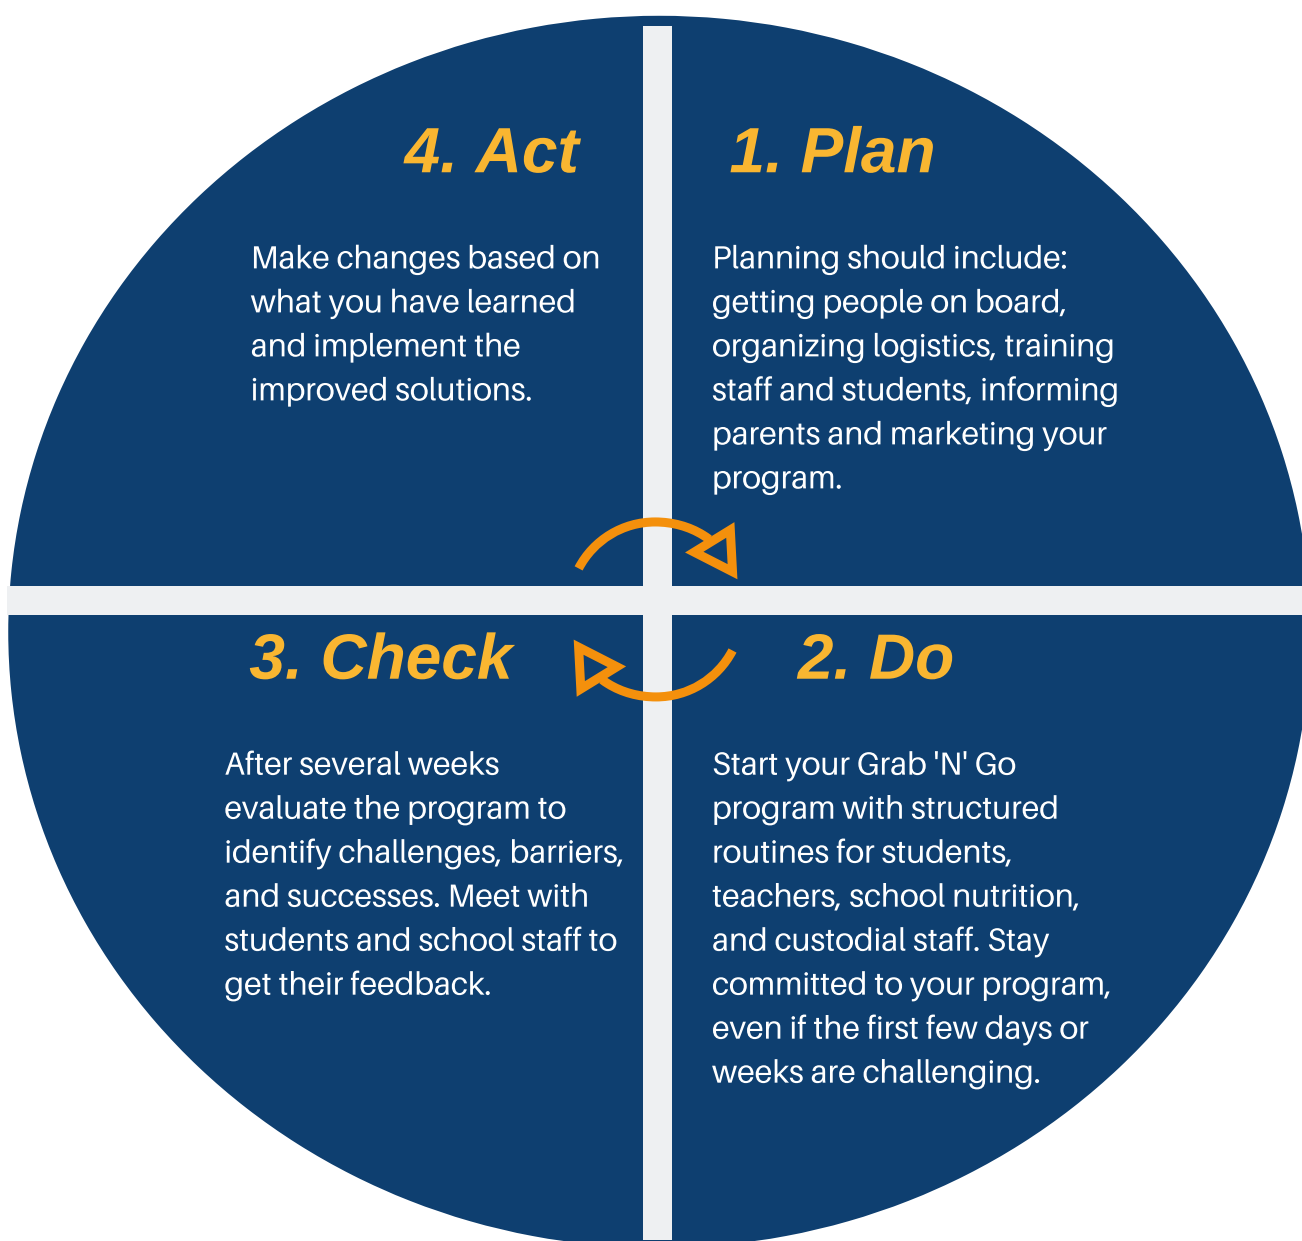 1. Plan
Planning should include:
getting people on board,
organizing logistics, training
staff and students, informing
parents and marketing your
program.
2. Do
Start your Grab 'N' Go
program with structured
routines for students,
teachers, school nutrition,
and custodial staff. Stay
committed to your program,
even if the first few days or
weeks are challenging.
3. Check
After several weeks
evaluate the program to
identify challenges, barriers,
and successes. Meet with
students and school staff to
get their feedback.
4. Act
Make changes based on
what you have learned
and implement the
improved solutions.